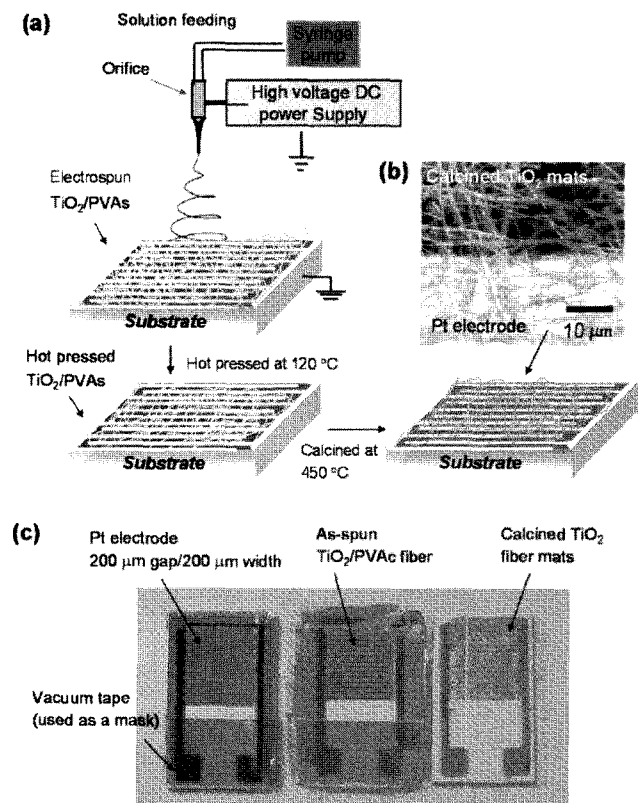 (a)
Solution feeding
Syringe
pump
Orifice
High voltage DC
power Supply
Electrospun
TiO2/PVAs
Substrate
Hot pressed
TiO2/PVAs
Hot pressed at 120 °C
Substrate
Calcined at
450 °C
(b)
Calcined TiO2 mats
Pt electrode
10 μm
Substrate
(c)
Pt electrode
200 μm gap/200 μm width
As-spun
TiO2/PVAc fiber
Calcined TiO2
fiber mats
Vacuum tape
(used as a mask)